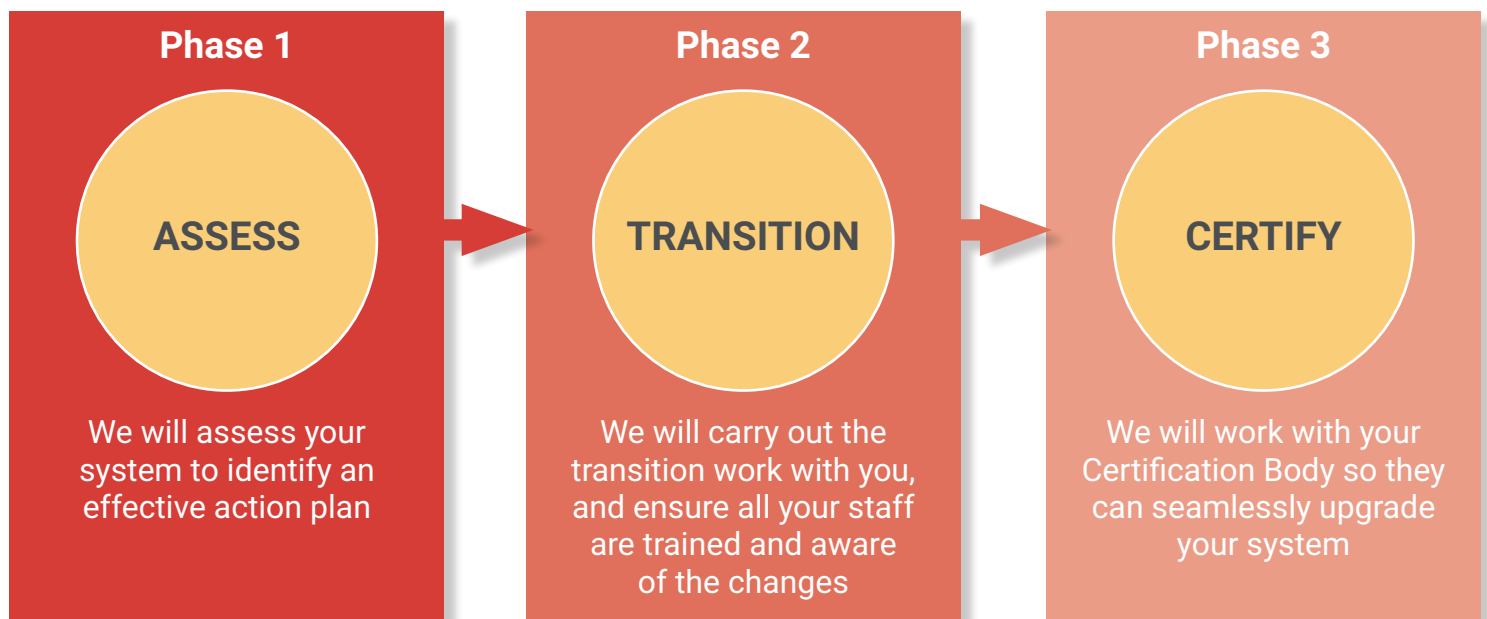 Phase 1
ASSESS
We will assess your
system to identify an
effective action plan
Phase 2
TRANSITION
We will carry out the
transition work with you,
and ensure all your staff
are trained and aware
of the changes
Phase 3
CERTIFY
We will work with your
Certification Body so they
can seamlessly upgrade
your system